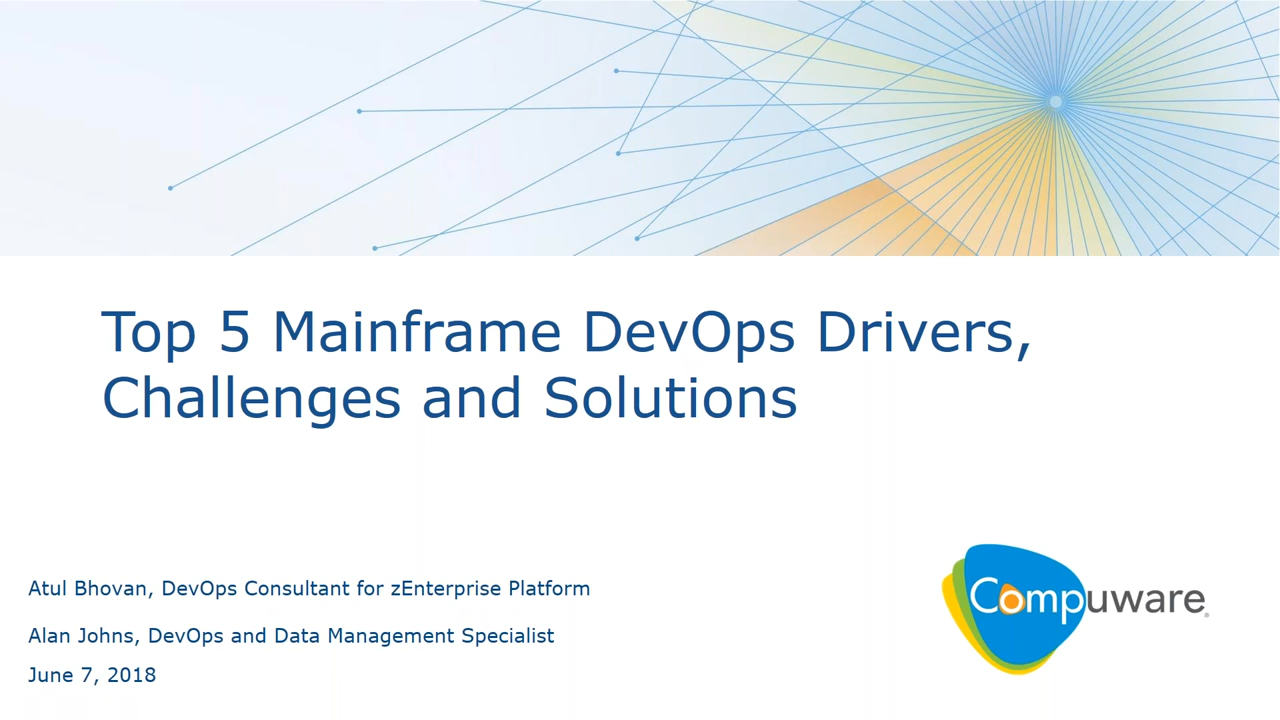 Top 5 Mainframe DevOps Drivers,
Challenges and Solutions
Atul Bhovan, DevOps Consultant for zEnterprise Platform
Alan Johns, DevOps and Data Management Specialist
June 7, 2018
Compuware®